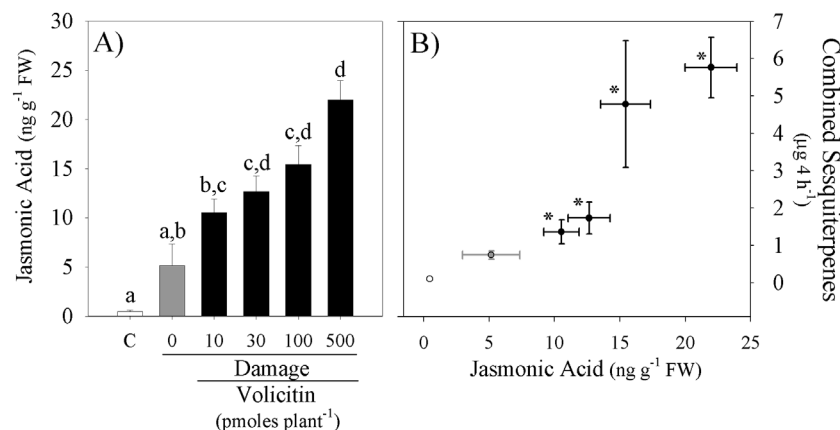 A)
Jasmonic Acid (ng g⁻¹ FW)
30
25
20
15
10
5
0
a
a,b
b,c
c,d
c,d
d
C 0 10 30 100 500
Damage
Volicitin
(pmoles plant⁻¹)
B)
*
*
*
*
7
6
5
4
3
2
1
0
Combined Sesquiterpenes
(µg 4 h⁻¹)
0 5 10 15 20 25
Jasmonic Acid (ng g⁻¹ FW)